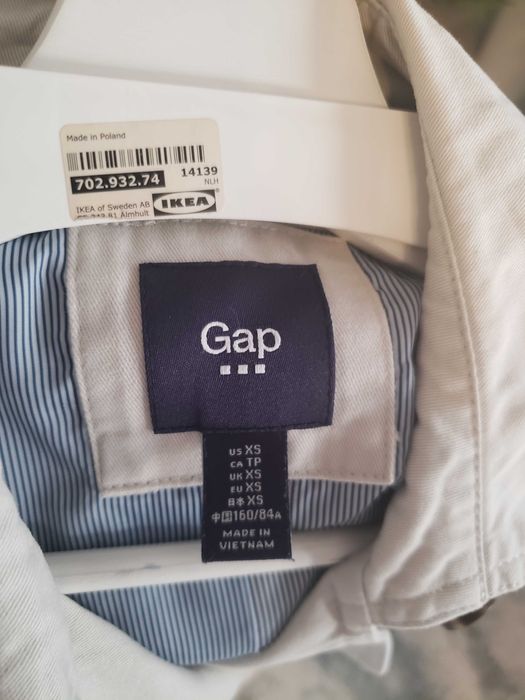 Made in Poland
702.932.74
14139
NLH
IKEA of Sweden AB
81 Älmhult
IKEA
Gap
US XS
CA TP
UK XS
EU XS
日本 XS
中国160/84A
MADE IN
VIETNAM